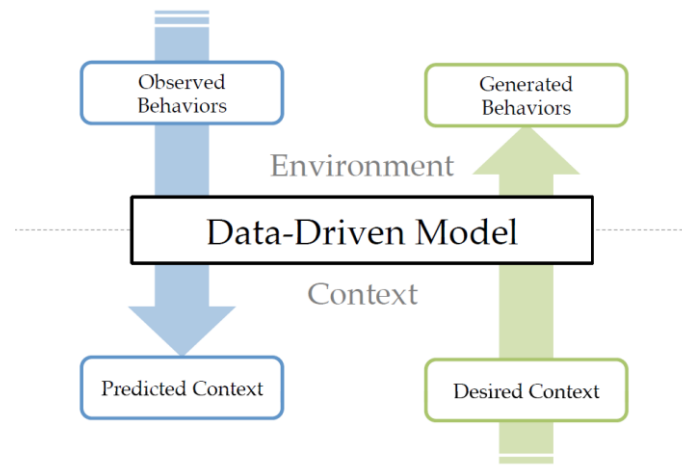 Observed
Behaviors
Generated
Behaviors
Environment
Data-Driven Model
Context
Predicted Context
Desired Context